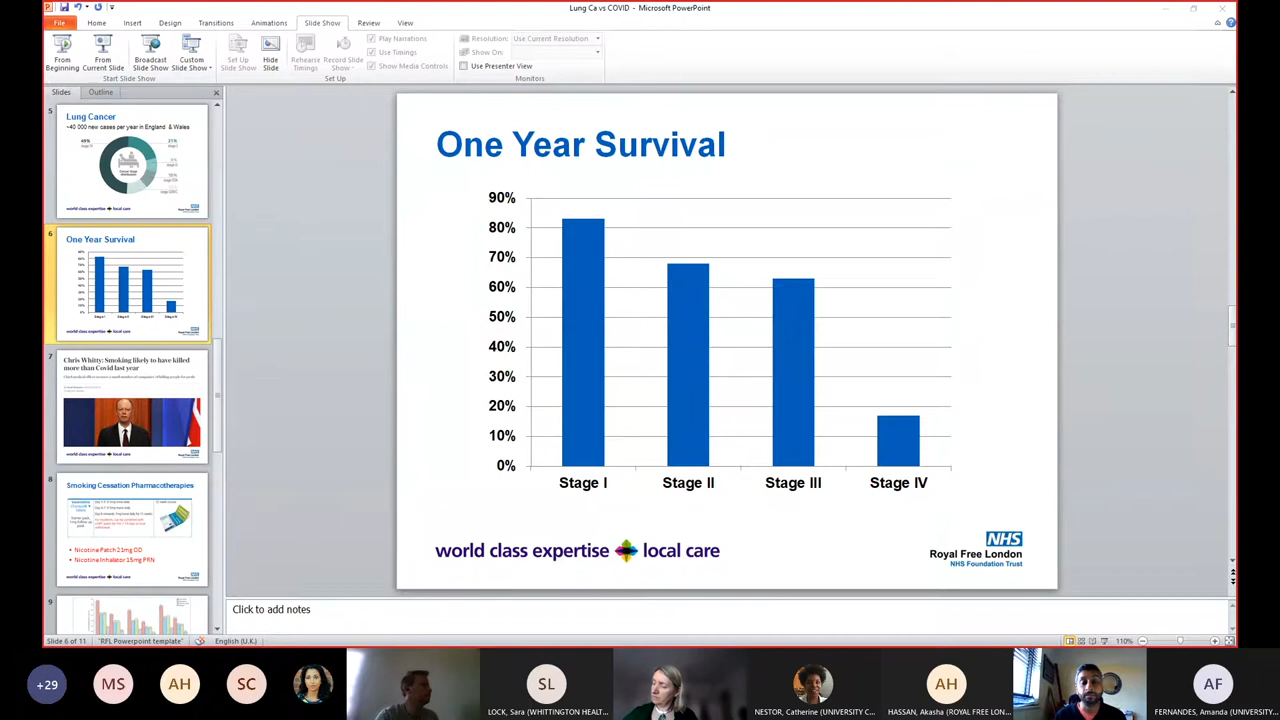 Lung Ca vs COVID - Microsoft PowerPoint
File Home Insert Design Transitions Animations Slide Show Review View
From Beginning
From Current Slide
Broadcast Slide Show
Custom Slide Show
Set Up Slide Show
Hide Slide
Rehearse Timings
Record Slide Show
Play Narrations
Use Timings
Show Media Controls
Resolution: Use Current Resolution
Show On:
Use Presenter View
Start Slide Show
Set Up
Monitors
Slides Outline
5
Lung Cancer
~40 000 new cases per year in England & Wales
world class expertise local care
6
One Year Survival
world class expertise local care
7
Chris Whitty: Smoking likely to have killed
more than Covid last year
world class expertise local care
8
Smoking Cessation Pharmacotherapies
• Nicotine Patch 21mg OD
• Nicotine Inhalator 15mg PRN
world class expertise local care
9
One Year Survival
90%
80%
70%
60%
50%
40%
30%
20%
10%
0%
Stage I Stage II Stage III Stage IV
world class expertise local care
NHS
Royal Free London
NHS Foundation Trust
Click to add notes
Slide 6 of 11 "RFL Powerpoint template" English (U.K.) 110%
+29 MS AH SC SL AH AF
LOCK, Sara (WHITTINGTON HEALT...
NESTOR, Catherine (UNIVERSITY C...
HASSAN, Akasha (ROYAL FREE LON...
FERNANDES, Amanda (UNIVERSITY...